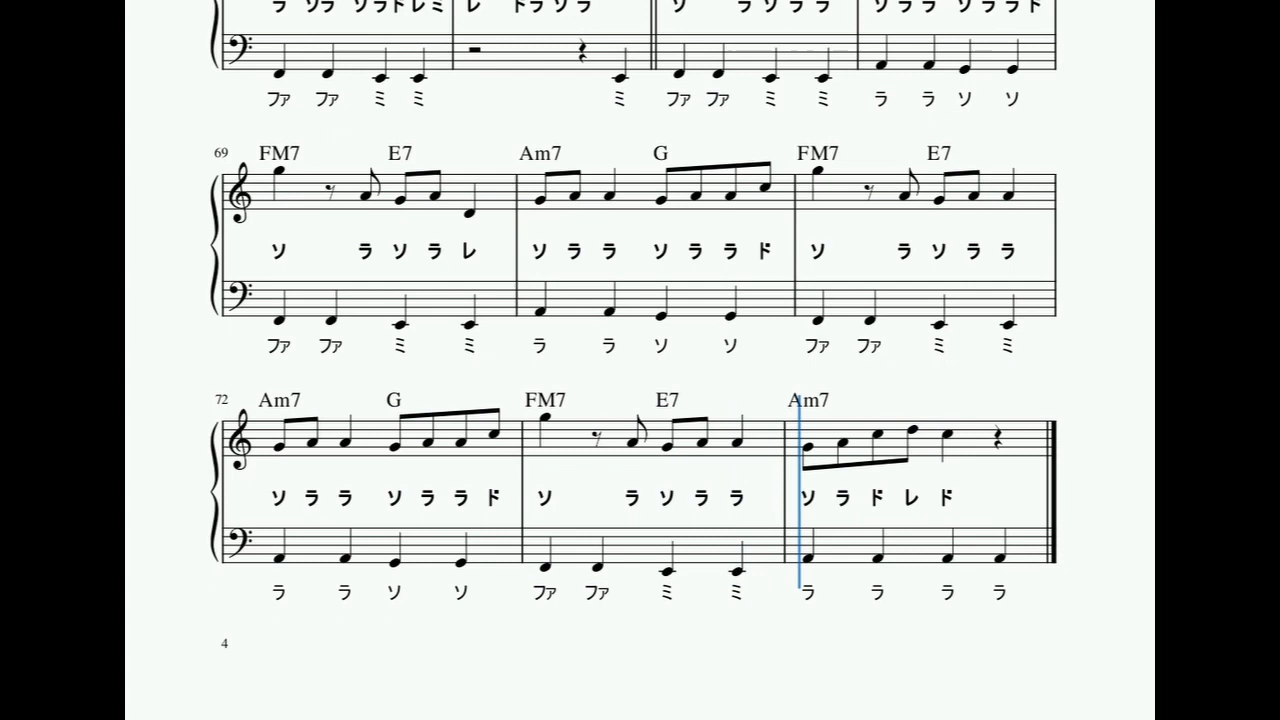 ラ ソラ ソラドレミ レ ドラソラ ソ ラソララ ソララ ソララド
ファ ファ ミ ミ ミ ファ ファ ミ ミ ラ ラ ソ ソ
69 FM7 E7 Am7 G FM7 E7
ソ ラソラレ ソララ ソララド ソ ラソララ
ファ ファ ミ ミ ラ ラ ソ ソ ファ ファ ミ ミ
72 Am7 G FM7 E7 Am7
ソララ ソララド ソ ラソララ ソラドレド
ラ ラ ソ ソ ファ ファ ミ ミ ラ ラ ラ ラ
4